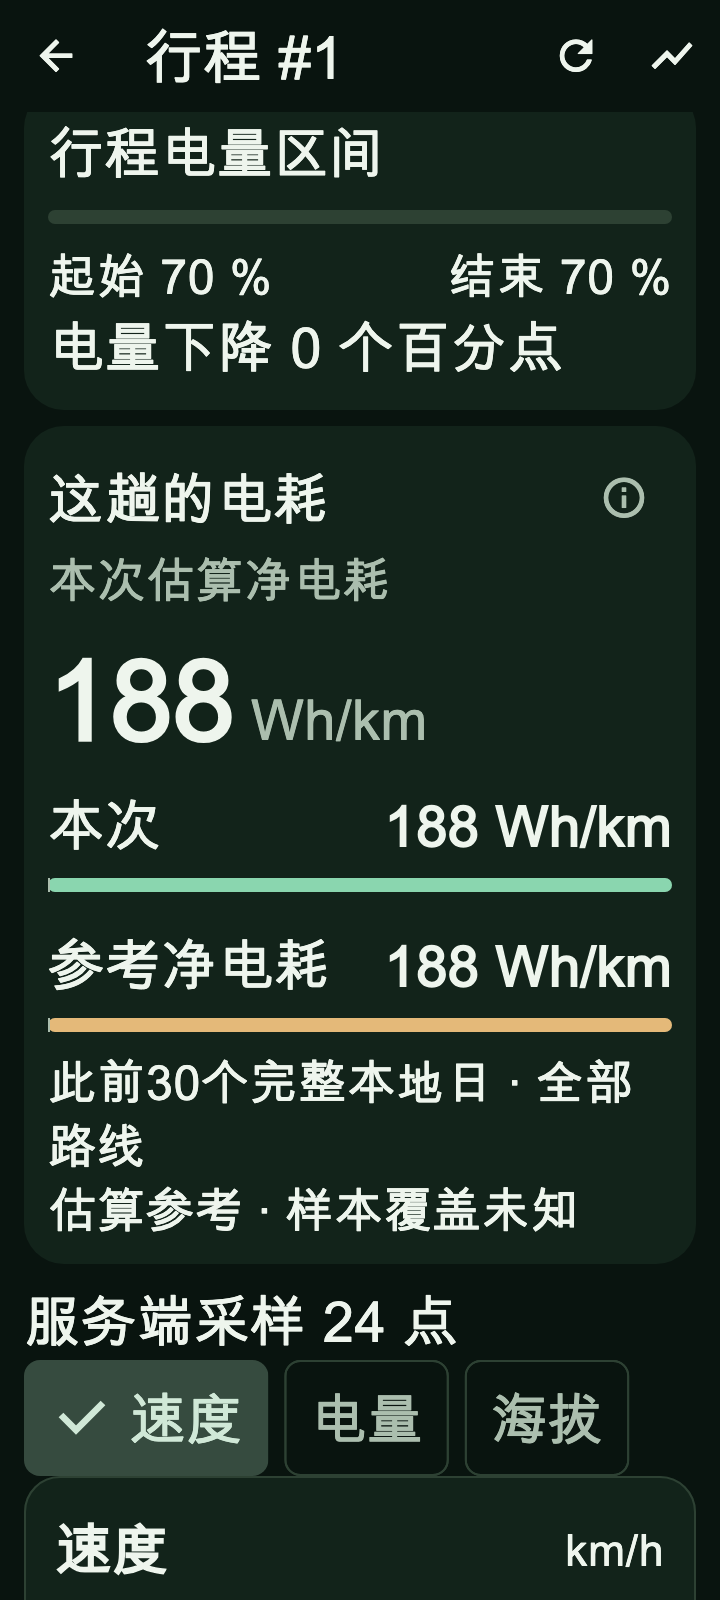 行程 #1
行程电量区间
起始 70 %
结束 70 %
电量下降 0 个百分点
这趟的电耗
本次估算净电耗
188 Wh/km
本次
188 Wh/km
参考净电耗
188 Wh/km
此前30个完整本地日 · 全部
路线
估算参考 · 样本覆盖未知
服务端采样 24 点
速度
电量
海拔
速度
km/h